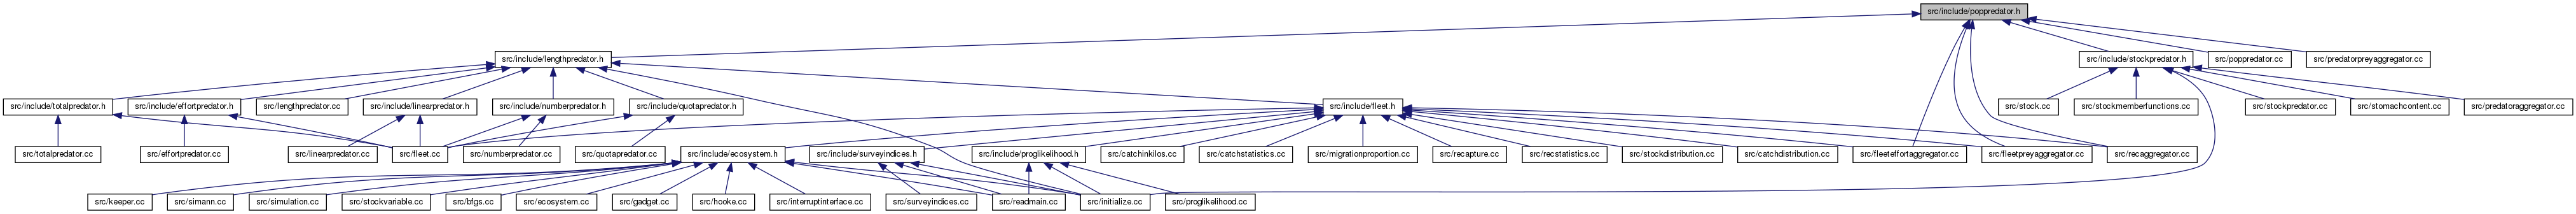 src/include/poppredator.h
src/include/lengthpredator.h
src/include/stockpredator.h
src/poppredator.cc
src/predatorpreyaggregator.cc
src/include/totalpredator.h
src/include/effortpredator.h
src/lengthpredator.cc
src/include/linearpredator.h
src/include/numberpredator.h
src/include/quotapredator.h
src/include/fleet.h
src/stock.cc
src/stockmemberfunctions.cc
src/stockpredator.cc
src/stomachcontent.cc
src/predatoraggregator.cc
src/totalpredator.cc
src/effortpredator.cc
src/linearpredator.cc
src/fleet.cc
src/numberpredator.cc
src/quotapredator.cc
src/include/ecosystem.h
src/include/surveyindices.h
src/include/proglikelihood.h
src/catchinkilos.cc
src/catchstatistics.cc
src/migrationproportion.cc
src/recapture.cc
src/recstatistics.cc
src/stockdistribution.cc
src/catchdistribution.cc
src/fleeteffortaggregator.cc
src/fleetpreyaggregator.cc
src/recaggregator.cc
src/keeper.cc
src/simann.cc
src/simulation.cc
src/stockvariable.cc
src/bfgs.cc
src/ecosystem.cc
src/gadget.cc
src/hooke.cc
src/interruptinterface.cc
src/surveyindices.cc
src/readmain.cc
src/initialize.cc
src/proglikelihood.cc